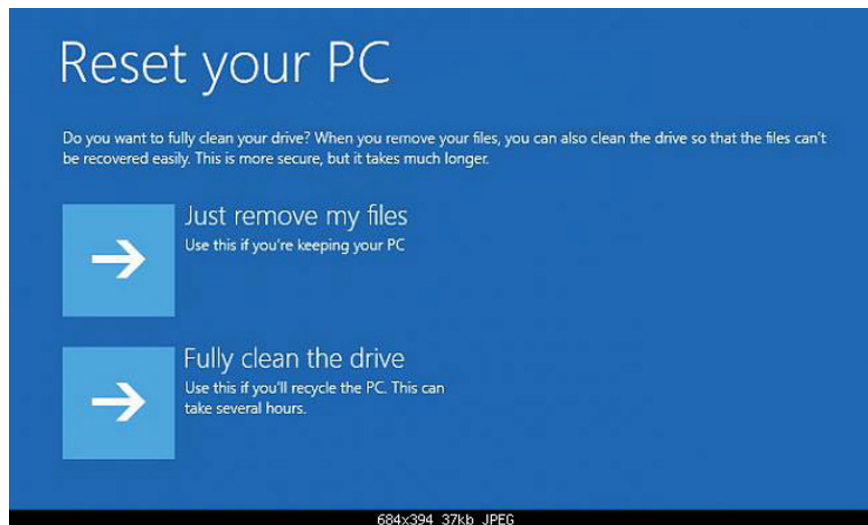 Reset your PC
Do you want to fully clean your drive? When you remove your files, you can also clean the drive so that the files can't
be recovered easily. This is more secure, but it takes much longer.
Just remove my files
Use this if you're keeping your PC
Fully clean the drive
Use this if you'll recycle the PC. This can
take several hours.
684x394 37kb JPEG